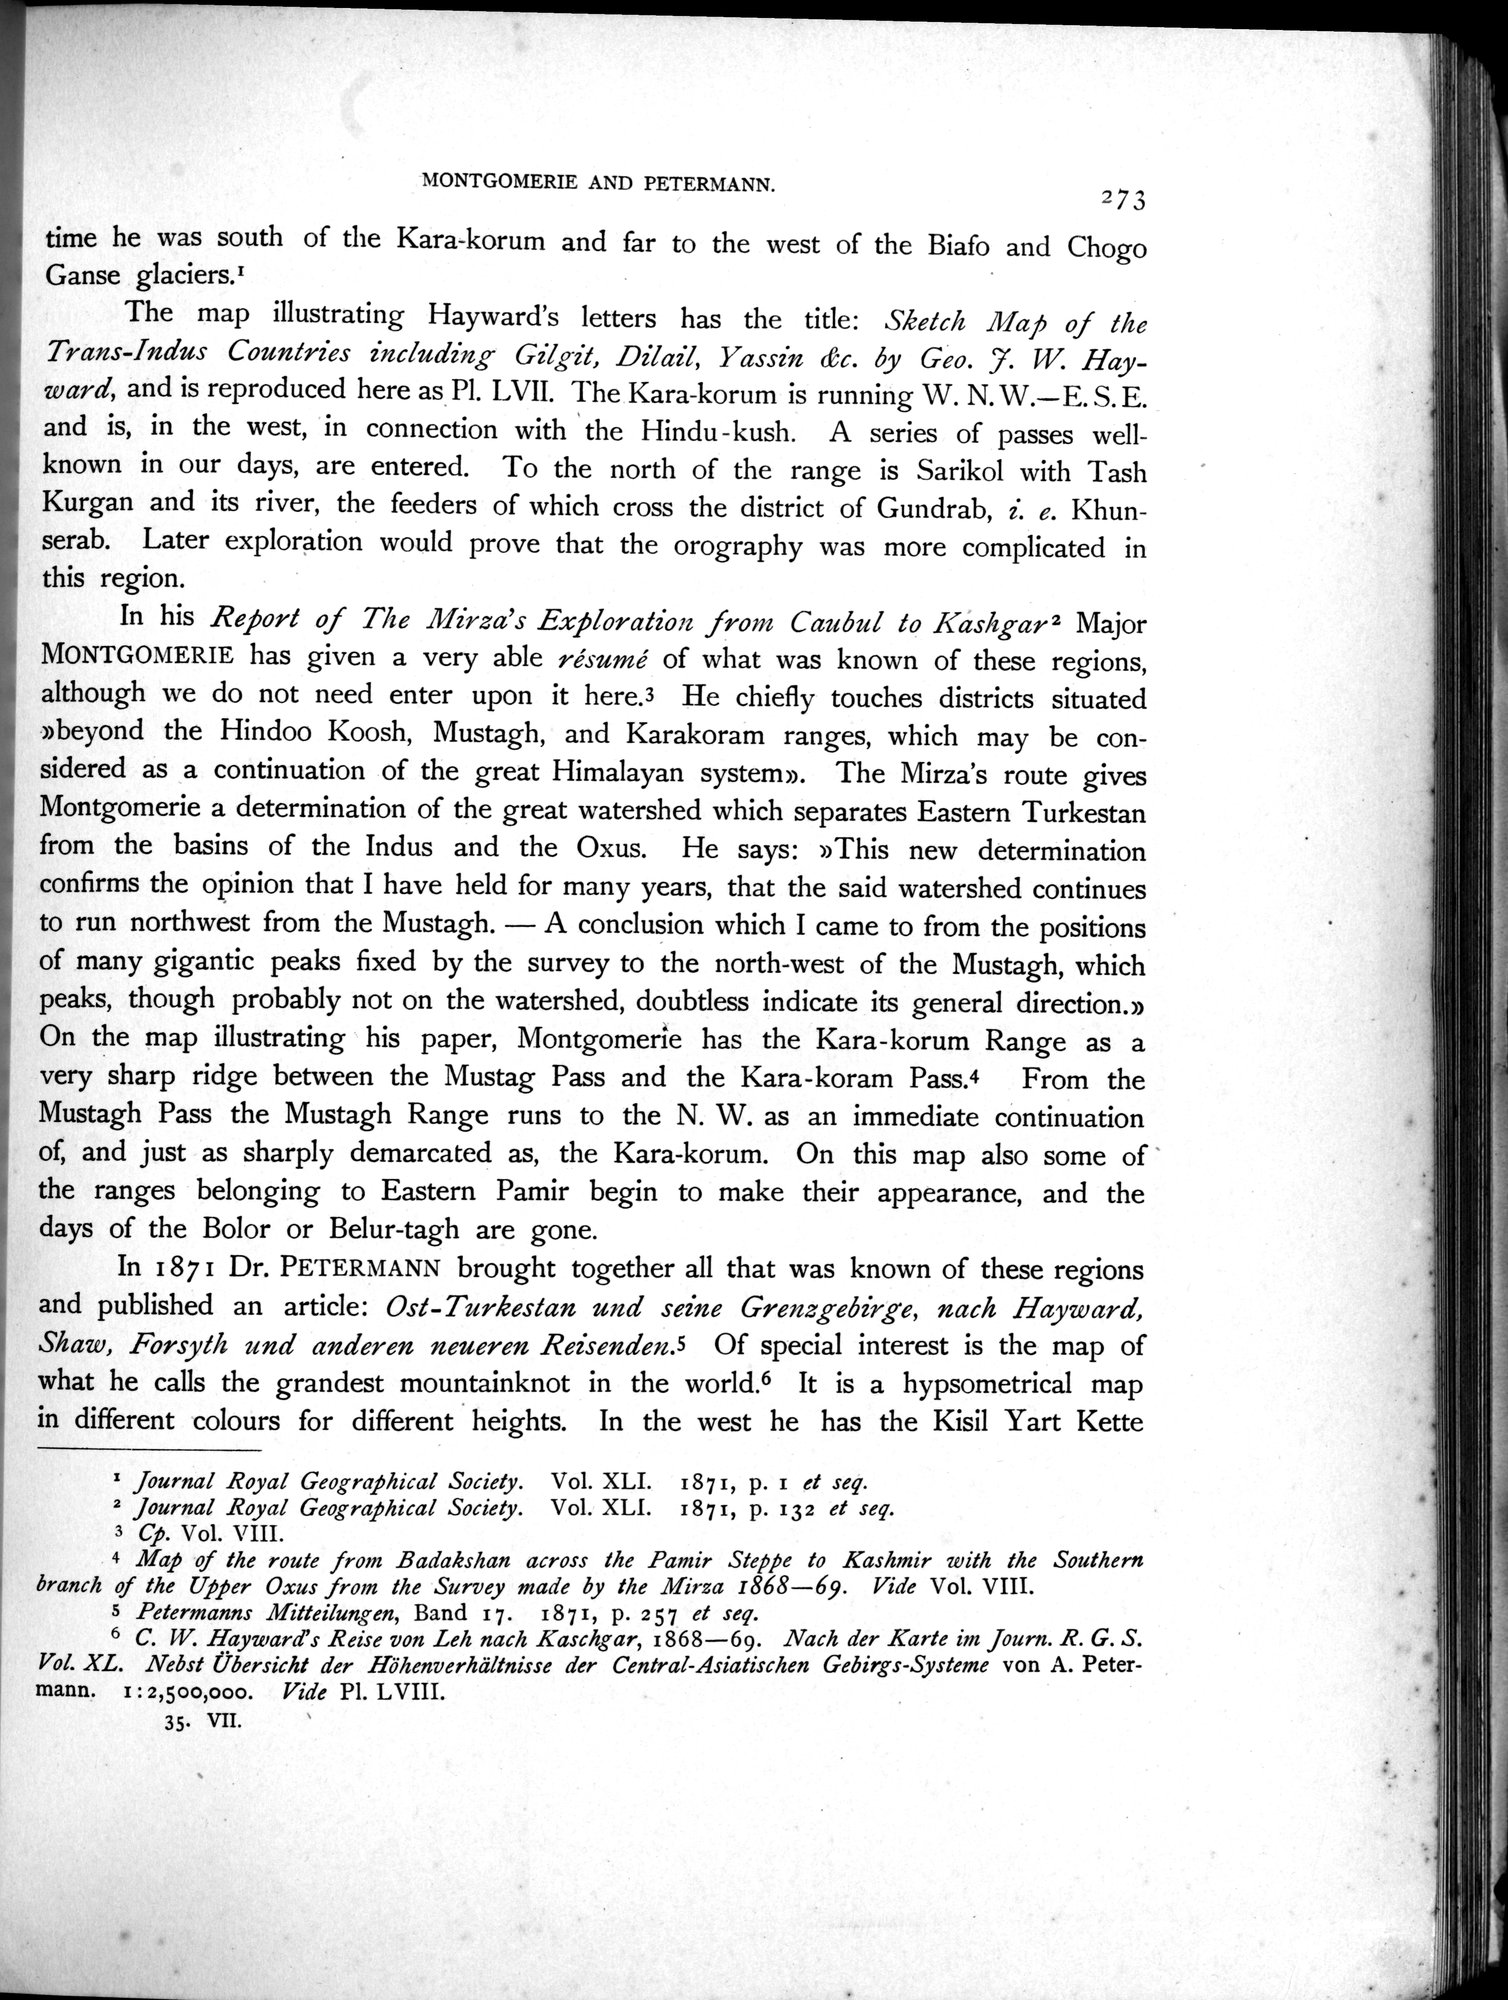 MONTGOMERIE AND PETERMANN.
273
time he was south of the Kara-korum and far to the west of the Biafo and Chogo
Ganse glaciers.¹
The map illustrating Hayward's letters has the title: Sketch Map of the
Trans-Indus Countries including Gilgit, Dilail, Yassin &c. by Geo. J. W. Hay-
ward, and is reproduced here as Pl. LVII. The Kara-korum is running W. N. W.—E. S. E.
and is, in the west, in connection with the Hindu-kush. A series of passes well-
known in our days, are entered. To the north of the range is Sarikol with Tash
Kurgan and its river, the feeders of which cross the district of Gundrab, i. e. Khun-
serab. Later exploration would prove that the orography was more complicated in
this region.
In his Report of The Mirza's Exploration from Caubul to Kashgar² Major
MONTGOMERIE has given a very able résumé of what was known of these regions,
although we do not need enter upon it here.³ He chiefly touches districts situated
»beyond the Hindoo Koosh, Mustagh, and Karakoram ranges, which may be con-
sidered as a continuation of the great Himalayan system». The Mirza's route gives
Montgomerie a determination of the great watershed which separates Eastern Turkestan
from the basins of the Indus and the Oxus. He says: »This new determination
confirms the opinion that I have held for many years, that the said watershed continues
to run northwest from the Mustagh. — A conclusion which I came to from the positions
of many gigantic peaks fixed by the survey to the north-west of the Mustagh, which
peaks, though probably not on the watershed, doubtless indicate its general direction.»
On the map illustrating his paper, Montgomerie has the Kara-korum Range as a
very sharp ridge between the Mustag Pass and the Kara-koram Pass.⁴ From the
Mustagh Pass the Mustagh Range runs to the N. W. as an immediate continuation
of, and just as sharply demarcated as, the Kara-korum. On this map also some of
the ranges belonging to Eastern Pamir begin to make their appearance, and the
days of the Bolor or Belur-tagh are gone.
In 1871 Dr. PETERMANN brought together all that was known of these regions
and published an article: Ost-Turkestan und seine Grenzgebirge, nach Hayward,
Shaw, Forsyth und anderen neueren Reisenden.⁵ Of special interest is the map of
what he calls the grandest mountainknot in the world.⁶ It is a hypsometrical map
in different colours for different heights. In the west he has the Kisil Yart Kette
¹ Journal Royal Geographical Society. Vol. XLI. 1871, p. 1 et seq.
² Journal Royal Geographical Society. Vol. XLI. 1871, p. 132 et seq.
³ Cp. Vol. VIII.
⁴ Map of the route from Badakshan across the Pamir Steppe to Kashmir with the Southern
branch of the Upper Oxus from the Survey made by the Mirza 1868—69. Vide Vol. VIII.
⁵ Petermanns Mitteilungen, Band 17. 1871, p. 257 et seq.
⁶ C. W. Hayward's Reise von Leh nach Kaschgar, 1868—69. Nach der Karte im Journ. R. G. S.
Vol. XL. Nebst Übersicht der Höhenverhältnisse der Central-Asiatischen Gebirgs-Systeme von A. Peter-
mann. 1:2,500,000. Vide Pl. LVIII.
35. VII.